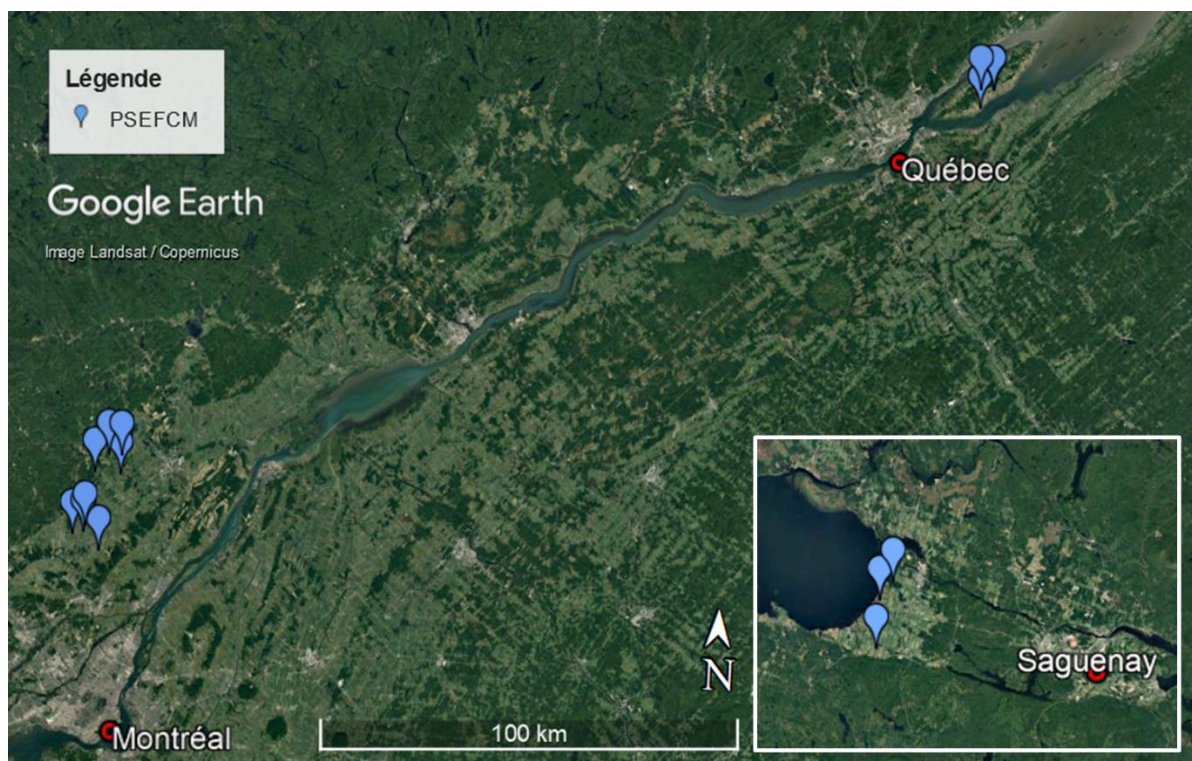 Légende
PSEFCM
Google Earth
Image Landsat / Copernicus
Québec
N
Saguenay
Montréal
100 km